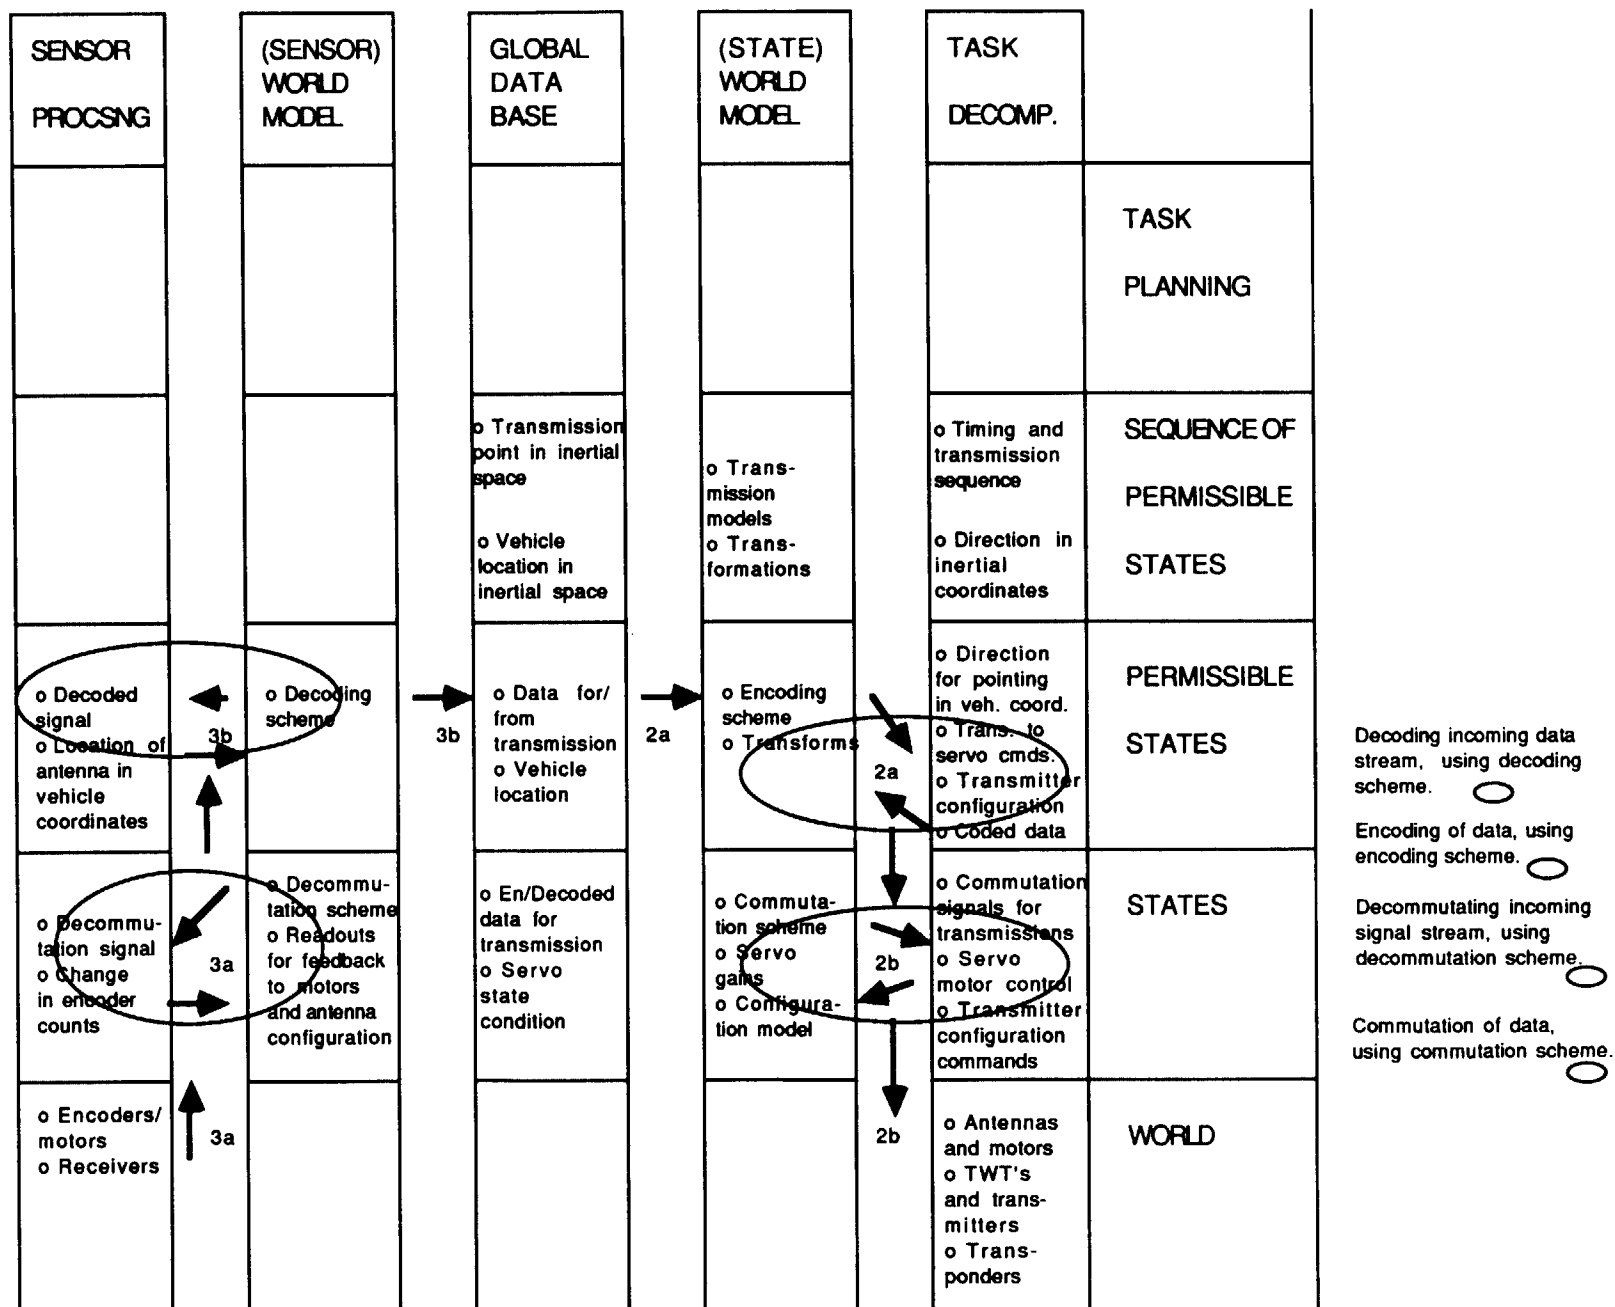 SENSOR
PROCSNG
(SENSOR)
WORLD
MODEL
GLOBAL
DATA
BASE
(STATE)
WORLD
MODEL
TASK
DECOMP.
TASK
PLANNING
o Transmission
point in inertial
space
o Vehicle
location in
inertial space
o Trans-
mission
models
o Trans-
formations
o Timing and
transmission
sequence
o Direction in
inertial
coordinates
SEQUENCE OF
PERMISSIBLE
STATES
o Decoded
signal
o Location of
antenna in
vehicle
coordinates
3b
o Decoding
scheme
3b
o Data for/
from
transmission
o Vehicle
location
2a
o Encoding
scheme
o Transforms
2a
o Direction
for pointing
in veh. coord.
o Trans. to
servo cmds.
o Transmitter
configuration
o Coded data
PERMISSIBLE
STATES
o Decommu-
tation signal
o Change
in encoder
counts
3a
o Decommu-
tation scheme
o Readouts
for feedback
to motors
and antenna
configuration
o En/Decoded
data for
transmission
o Servo
state
condition
o Commuta-
tion scheme
o Servo
gains
o Configura-
tion model
2b
o Commutation
signals for
transmissions
o Servo
motor control
o Transmitter
configuration
commands
STATES
o Encoders/
motors
o Receivers
3a
2b
o Antennas
and motors
o TWT's
and trans-
mitters
o Trans-
ponders
WORLD
Decoding incoming data
stream, using decoding
scheme.
Encoding of data, using
encoding scheme.
Decommutating incoming
signal stream, using
decommutation scheme.
Commutation of data,
using commutation scheme.